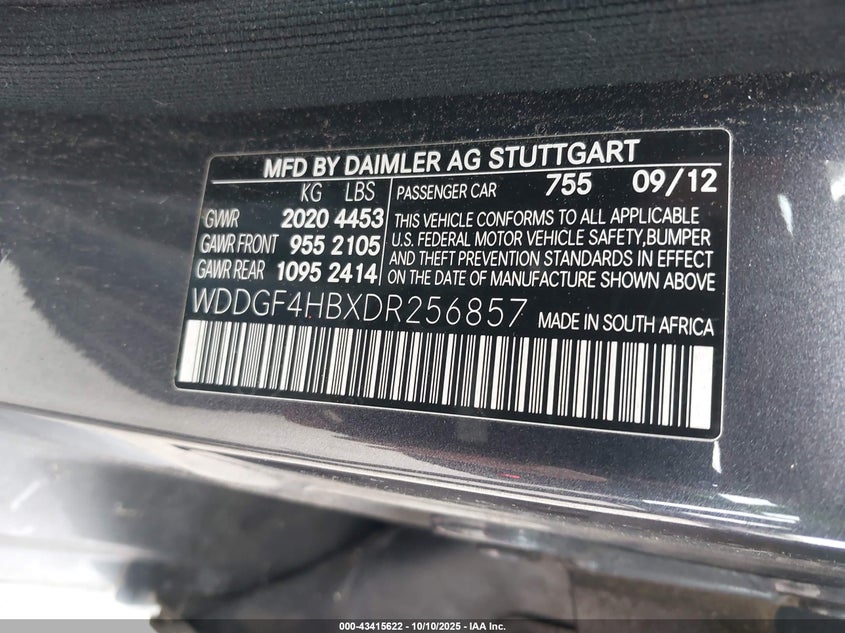 MFD BY DAIMLER AG STUTTGART
KG LBS
GVWR 2020 4453
GAWR FRONT 955 2105
GAWR REAR 1095 2414
PASSENGER CAR 755 09/12
THIS VEHICLE CONFORMS TO ALL APPLICABLE
U.S. FEDERAL MOTOR VEHICLE SAFETY,BUMPER
AND THEFT PREVENTION STANDARDS IN EFFECT
ON THE DATE OF MANUFACTURE SHOWN ABOVE
WDDGF4HBXDR256857 MADE IN SOUTH AFRICA
000-43415622 - 10/10/2025 - IAA Inc.